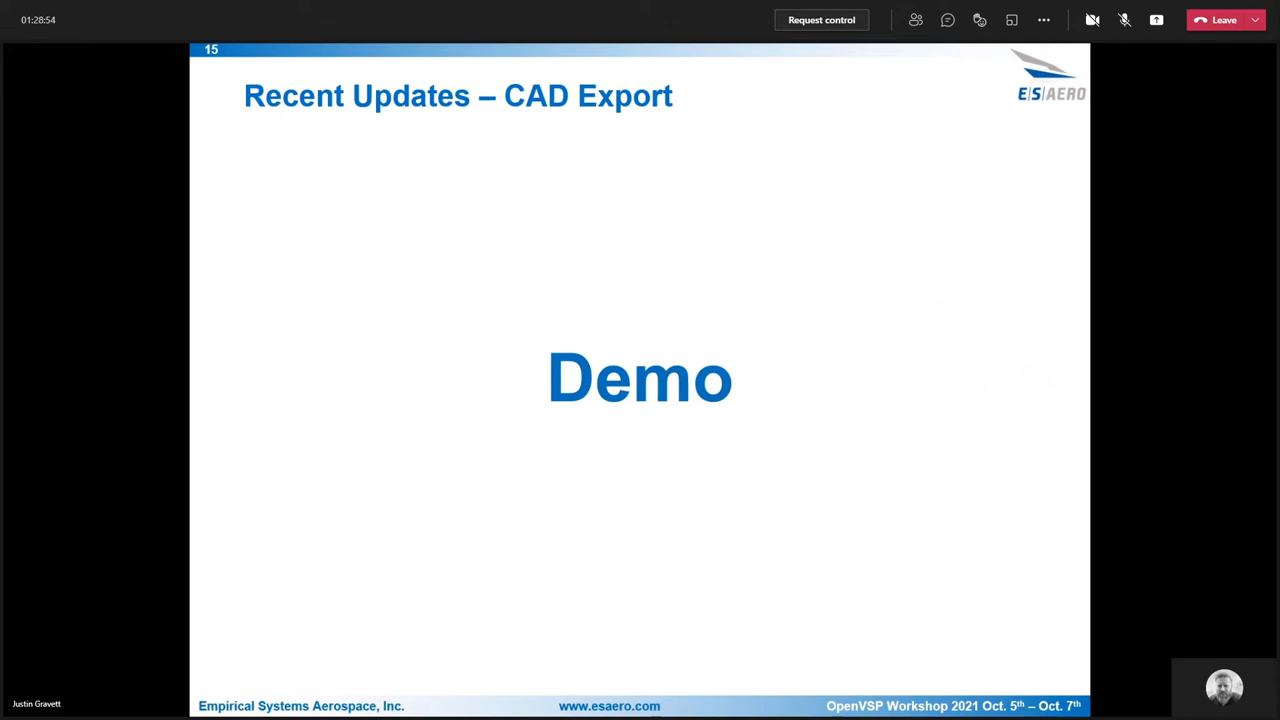 01:28:54
Request control
Leave
15
Recent Updates – CAD Export
E|S|AERO
Demo
Justin Gravett
Empirical Systems Aerospace, Inc.
www.esaero.com
OpenVSP Workshop 2021 Oct. 5th – Oct. 7th